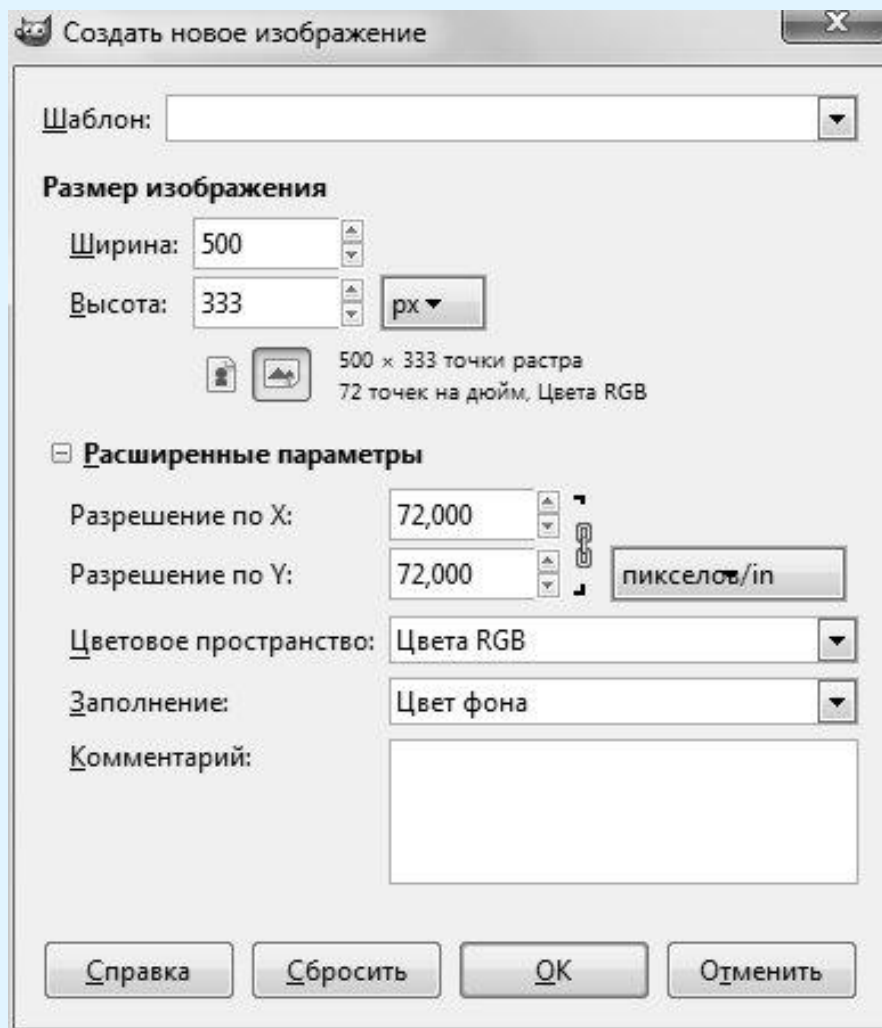 Создать новое изображение
Шаблон:
Размер изображения
Ширина: 500
Высота: 333 px
500 × 333 точки растра
72 точек на дюйм, Цвета RGB
Расширенные параметры
Разрешение по X: 72,000
Разрешение по Y: 72,000 пикселов/in
Цветовое пространство: Цвета RGB
Заполнение: Цвет фона
Комментарий:
Справка Сбросить OK Отменить